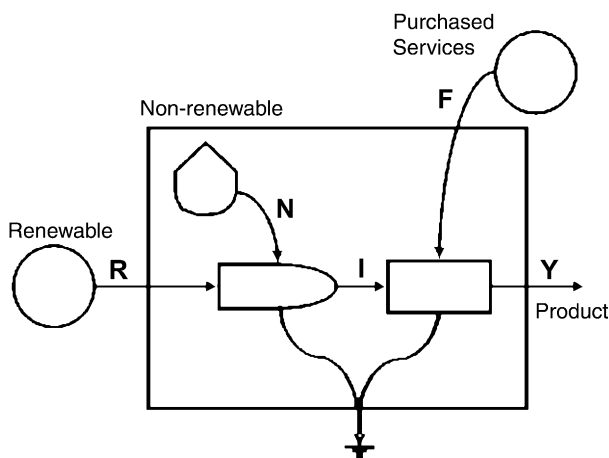 Purchased
Services
F
Non-renewable
N
Renewable
R
I
Y
Product